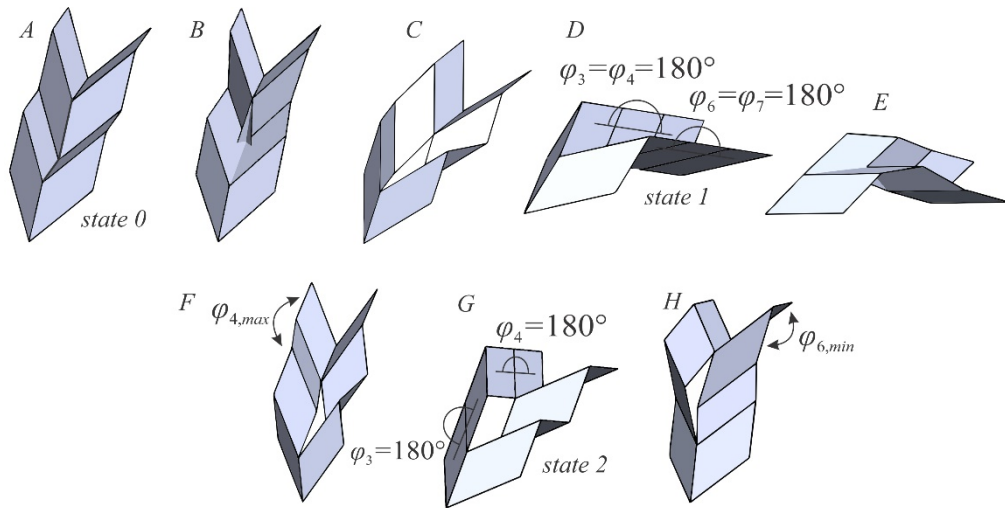 A
B
C
D
φ₃=φ₄=180°
φ₆=φ₇=180°
E
state 0
state 1
F
φ₄,max
G
φ₄=180°
H
φ₆,min
φ₃=180°
state 2